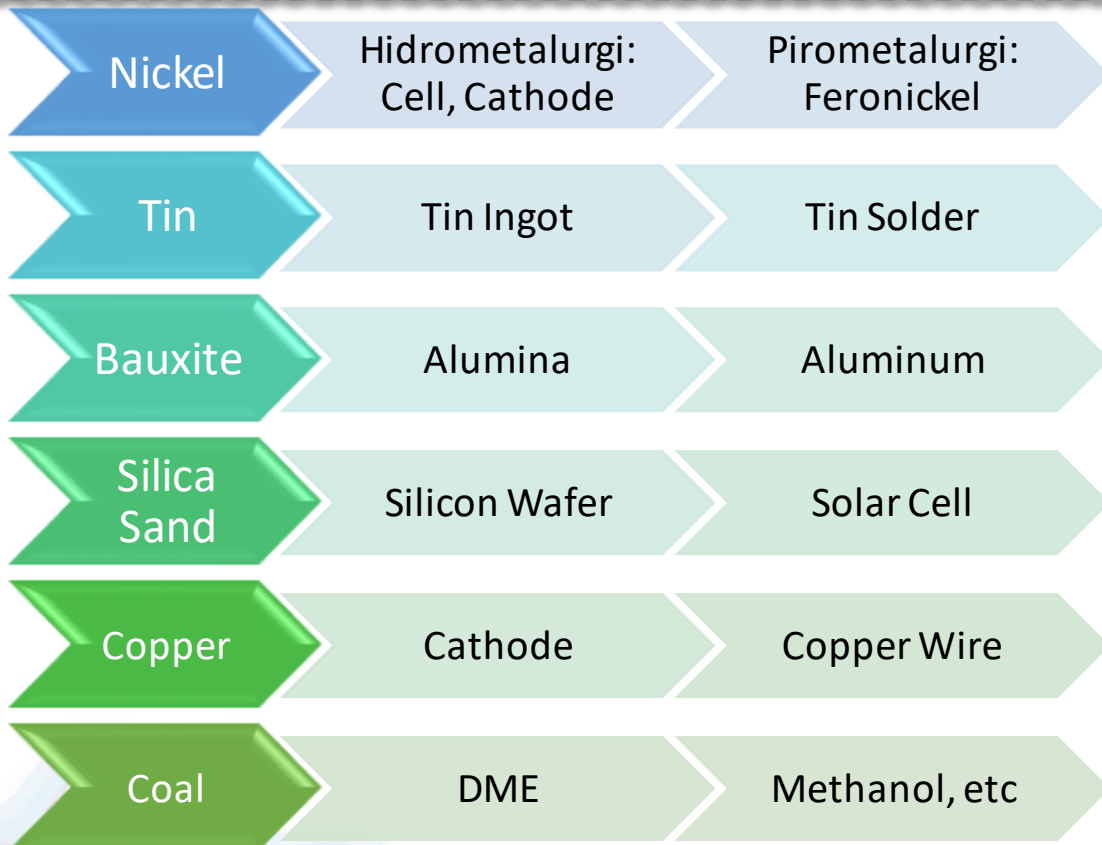 Nickel
Hidrometalurgi:
Cell, Cathode
Pirometalurgi:
Feronickel
Tin
Tin Ingot
Tin Solder
Bauxite
Alumina
Aluminum
Silica
Sand
Silicon Wafer
Solar Cell
Copper
Cathode
Copper Wire
Coal
DME
Methanol, etc